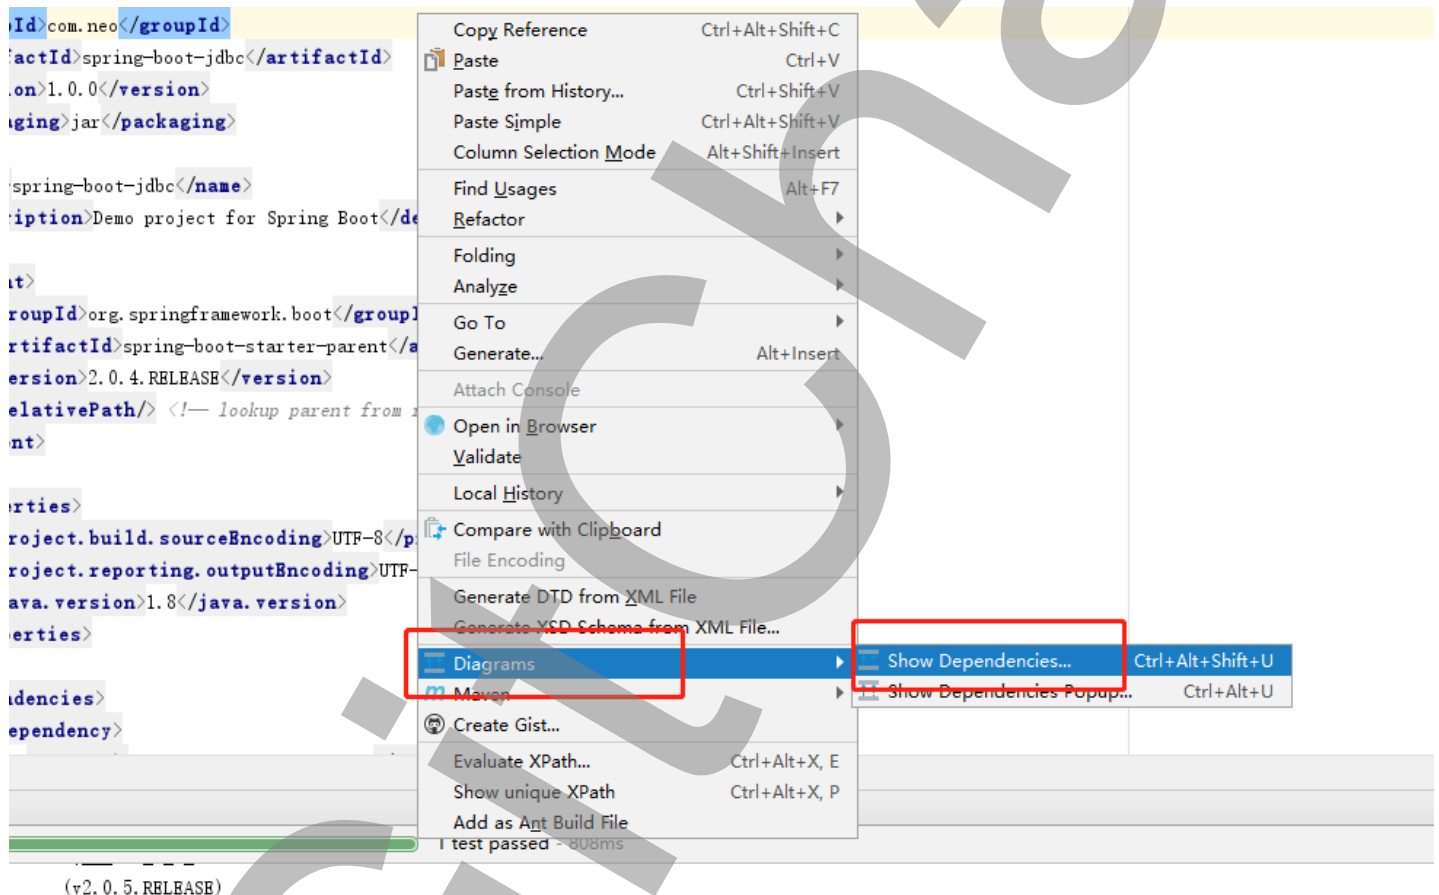 Id>com.neo</groupId>
factId>spring-boot-jdbc</artifactId>
on>1.0.0</version>
ging>jar</packaging>
spring-boot-jdbc</name>
iption>Demo project for Spring Boot</de
nt>
roupId>org.springframework.boot</groupI
rtifactId>spring-boot-starter-parent</a
ersion>2.0.4.RELEASE</version>
elativePath/> <!-- lookup parent from
nt>
erties>
roject.build.sourceEncoding>UTF-8</p
roject.reporting.outputEncoding>UTF-
ava.version>1.8</java.version>
erties>
dencies>
ependency>
Copy Reference Ctrl+Alt+Shift+C
Paste Ctrl+V
Paste from History... Ctrl+Shift+V
Paste Simple Ctrl+Alt+Shift+V
Column Selection Mode Alt+Shift+Insert
Find Usages Alt+F7
Refactor
Folding
Analyze
Go To
Generate... Alt+Insert
Attach Console
Open in Browser
Validate
Local History
Compare with Clipboard
File Encoding
Generate DTD from XML File
Generate XSD Schema from XML File...
Diagrams
Maven
Create Gist...
Evaluate XPath... Ctrl+Alt+X, E
Show unique XPath Ctrl+Alt+X, P
Add as Ant Build File
Show Dependencies... Ctrl+Alt+Shift+U
Show Dependencies Popup... Ctrl+Alt+U
1 test passed - 808ms
(v2.0.5.RELEASE)